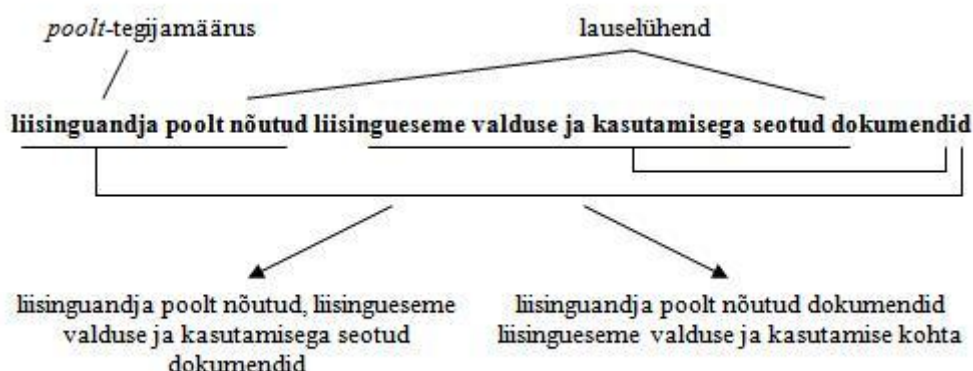 poolt-tegijamäärus lauselühend
liisinguandja poolt nõutud liisingueseme valduse ja kasutamisega seotud dokumendid
liisinguandja poolt nõutud, liisingueseme
valduse ja kasutamisega seotud
dokumendid
liisinguandja poolt nõutud dokumendid
liisingueseme valduse ja kasutamise kohta